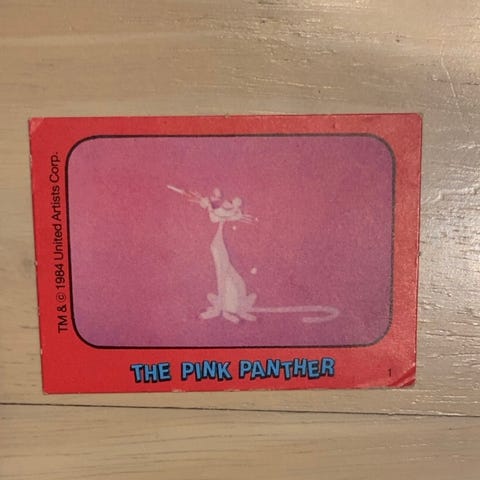 TM & © 1984 United Artists Corp.
THE PINK PANTHER
1